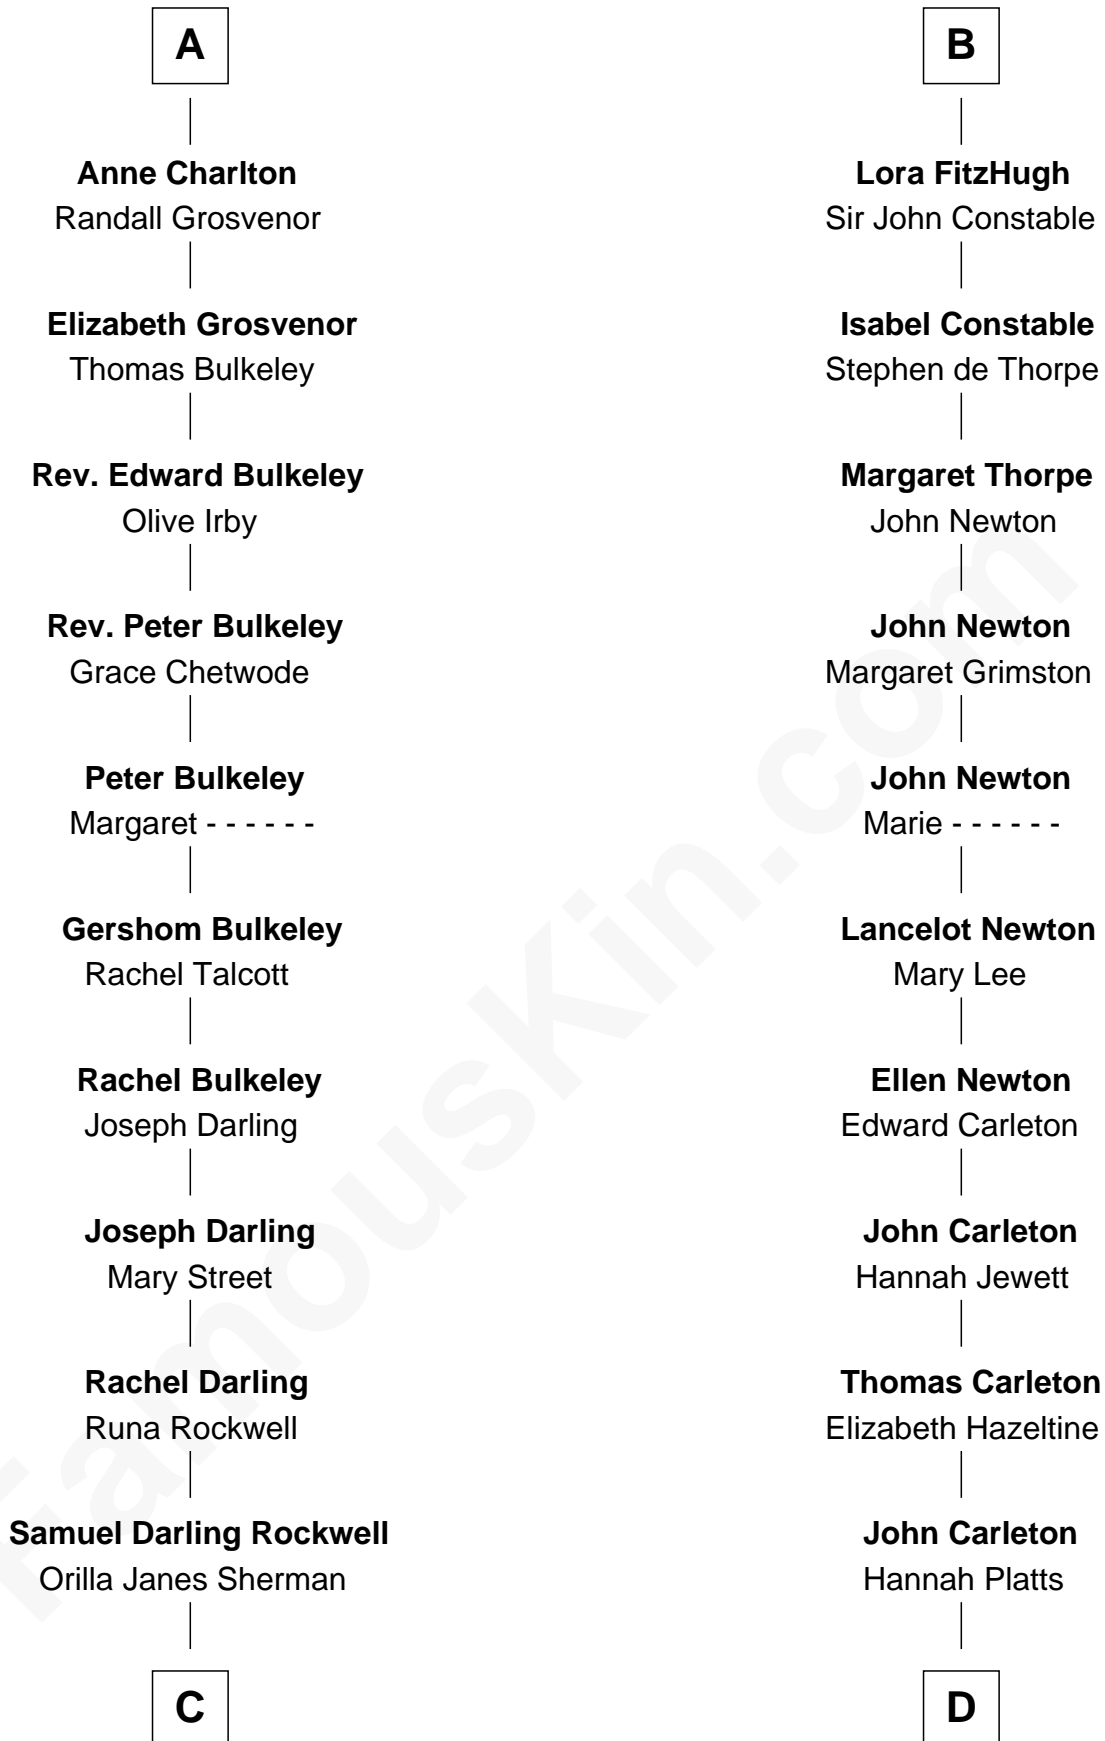 A
Anne Charlton
Randall Grosvenor
Elizabeth Grosvenor
Thomas Bulkeley
Rev. Edward Bulkeley
Olive Irby
Rev. Peter Bulkeley
Grace Chetwode
Peter Bulkeley
Margaret - - - - - -
Gershom Bulkeley
Rachel Talcott
Rachel Bulkeley
Joseph Darling
Joseph Darling
Mary Street
Rachel Darling
Runa Rockwell
Samuel Darling Rockwell
Orilla Janes Sherman
C
B
Lora FitzHugh
Sir John Constable
Isabel Constable
Stephen de Thorpe
Margaret Thorpe
John Newton
John Newton
Margaret Grimston
John Newton
Marie - - - - - -
Lancelot Newton
Mary Lee
Ellen Newton
Edward Carleton
John Carleton
Hannah Jewett
Thomas Carleton
Elizabeth Hazeltine
John Carleton
Hannah Platts
D
FamousKin.com